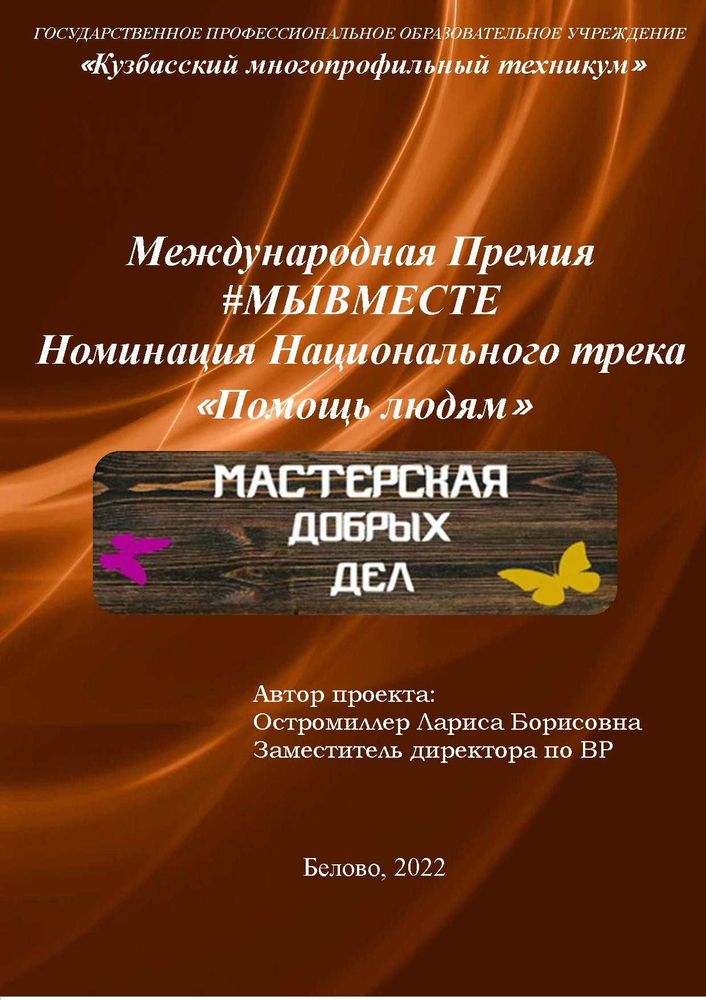 ГОСУДАРСТВЕННОЕ ПРОФЕССИОНАЛЬНОЕ ОБРАЗОВАТЕЛЬНОЕ УЧРЕЖДЕНИЕ
«Кузбасский многопрофильный техникум»
Международная Премия
#МЫВМЕСТЕ
Номинация Национального трека
«Помощь людям»
МАСТЕРСКАЯ
ДОБРЫХ
ДЕЛ
Автор проекта:
Остромиллер Лариса Борисовна
Заместитель директора по ВР
Белово, 2022